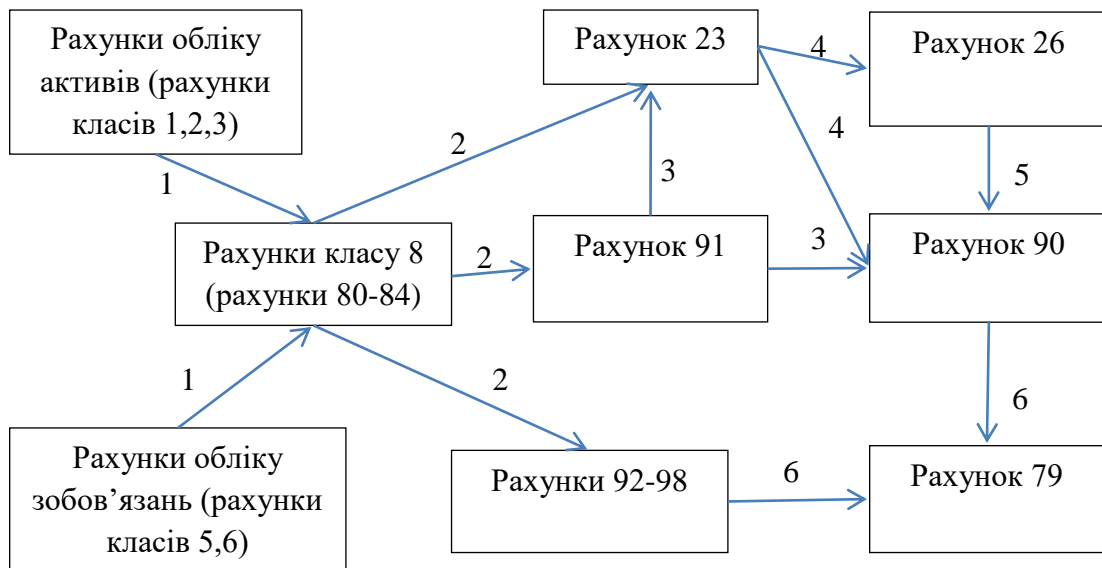 Рахунки обліку
активів (рахунки
класів 1,2,3)
Рахунок 23
4
Рахунок 26
2
4
1
3
5
Рахунки класу 8
(рахунки 80-84)
2
Рахунок 91
3
Рахунок 90
1
2
6
Рахунки обліку
зобов’язань (рахунки
класів 5,6)
Рахунки 92-98
6
Рахунок 79